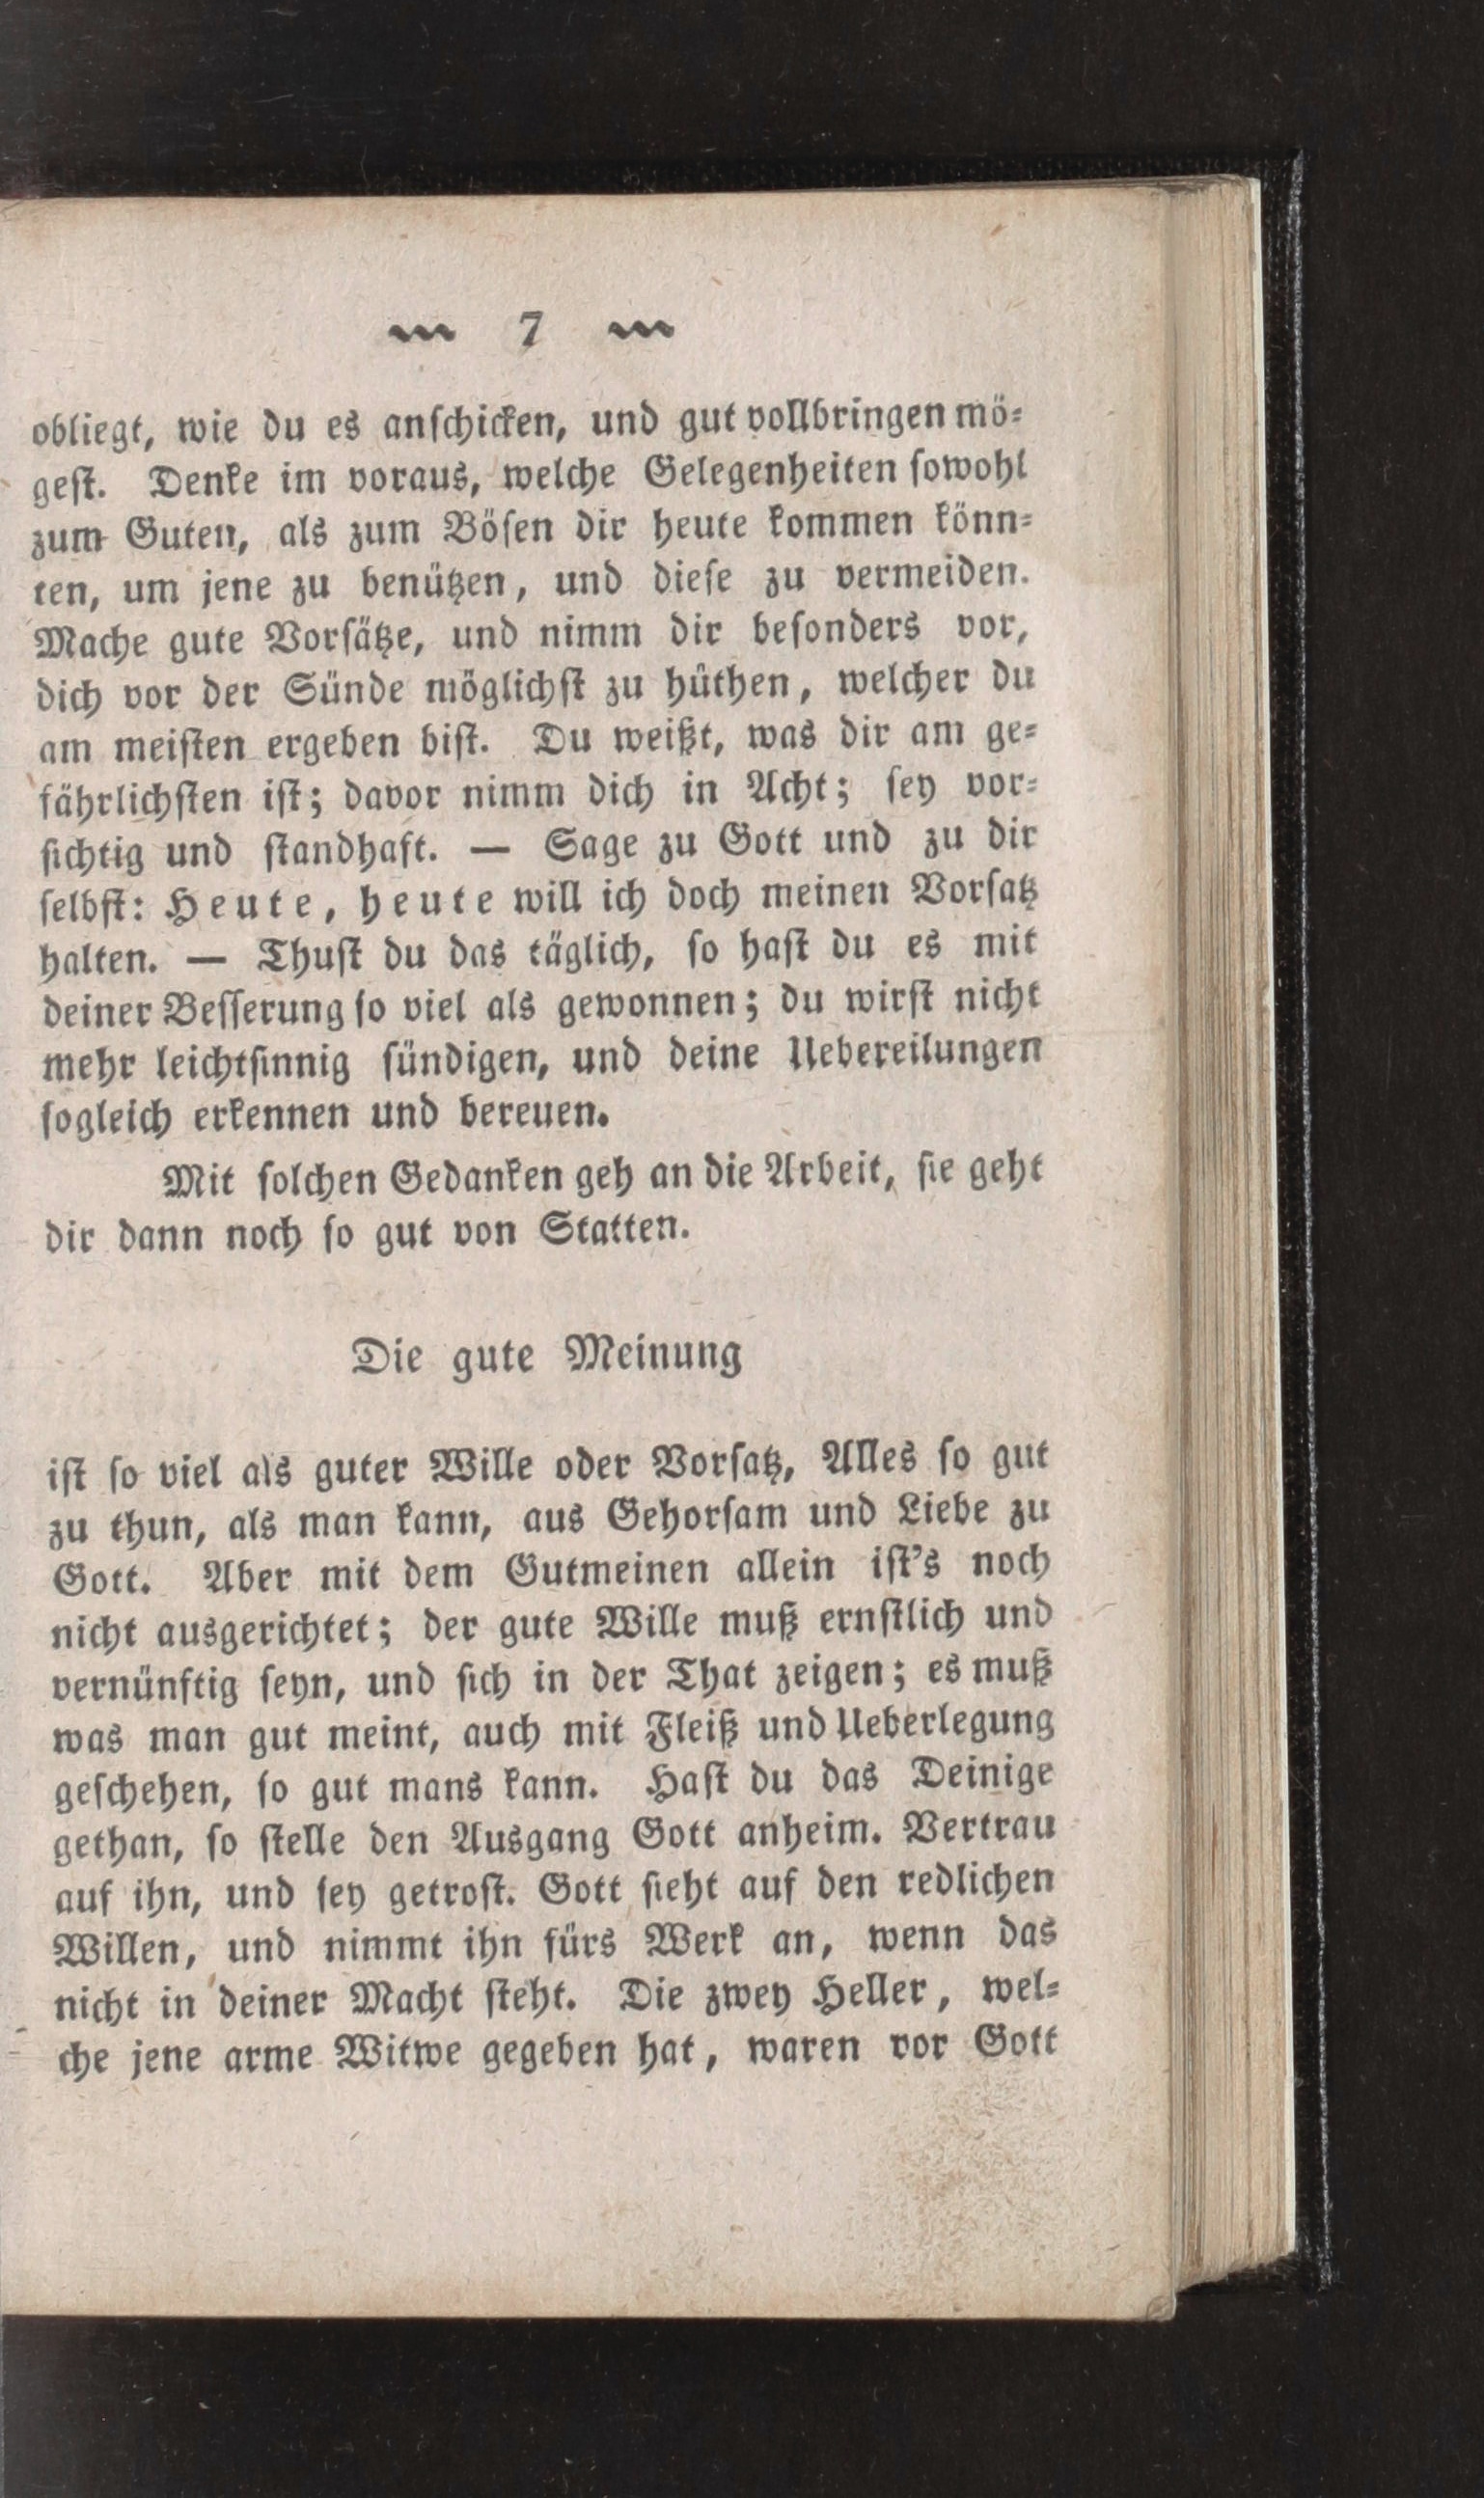 7
obliegt, wie du es anschicken, und gut vollbringen mö-
gest. Denke im voraus, welche Gelegenheiten sowohl
zum Guten, als zum Bösen dir heute kommen könn-
ten, um jene zu benützen, und diese zu vermeiden.
Mache gute Vorsätze, und nimm dir besonders vor,
dich vor der Sünde möglichst zu hüthen, welcher du
am meisten ergeben bist. Du weißt, was dir am ge-
fährlichsten ist; davor nimm dich in Acht; sey vor-
sichtig und standhaft. — Sage zu Gott und zu dir
selbst: Heute, heute will ich doch meinen Vorsatz
halten. — Thust du das täglich, so hast du es mit
deiner Besserung so viel als gewonnen; du wirst nicht
mehr leichtsinnig sündigen, und deine Uebereilungen
sogleich erkennen und bereuen.
Mit solchen Gedanken geh an die Arbeit, sie geht
dir dann noch so gut von Statten.
Die gute Meinung
ist so viel als guter Wille oder Vorsatz, Alles so gut
zu thun, als man kann, aus Gehorsam und Liebe zu
Gott. Aber mit dem Gutmeinen allein ist's noch
nicht ausgerichtet; der gute Wille muß ernstlich und
vernünftig seyn, und sich in der That zeigen; es muß
was man gut meint, auch mit Fleiß und Ueberlegung
geschehen, so gut mans kann. Hast du das Deinige
gethan, so stelle den Ausgang Gott anheim. Vertrau
auf ihn, und sey getrost. Gott sieht auf den redlichen
Willen, und nimmt ihn fürs Werk an, wenn das
nicht in deiner Macht steht. Die zwey Heller, wel-
che jene arme Witwe gegeben hat, waren vor Gott